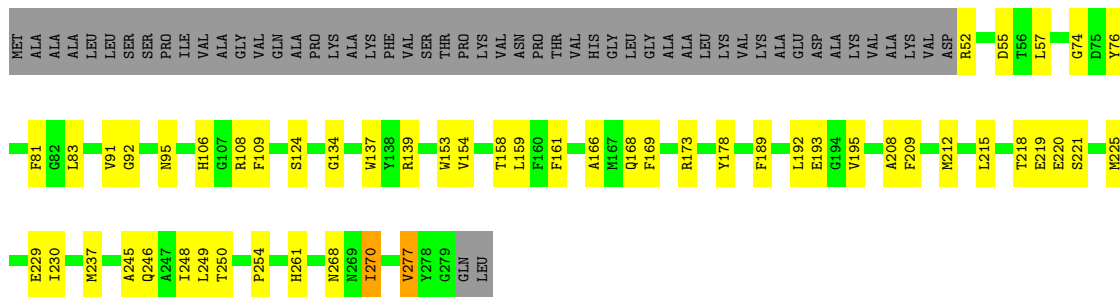 MET ALA ALA ALA LEU LEU SER SER PRO ILE VAL ALA GLY VAL GLN ALA PRO LYS ALA LYS PHE VAL SER THR PRO LYS VAL ASN PRO THR VAL HIS GLY LEU GLY ALA ALA LEU LYS VAL LYS ALA GLU ASP ALA LYS VAL ALA LYS VAL ASP R52 D55 T56 L57 G74 D75 Y76
F81 G82 L83 V91 G92 N95 H106 G107 R108 F109 S124 G134 W137 Y138 R139 W153 V154 T158 L159 F160 F161 A166 M167 Q168 F169 R173 Y178 F189 L192 E193 G194 V195 A208 F209 M212 L215 T218 E219 E220 S221 M225
E229 I230 M237 A245 Q246 A247 I248 L249 T250 P254 H261 N268 N269 I270 V277 Y278 G279 GLN LEU